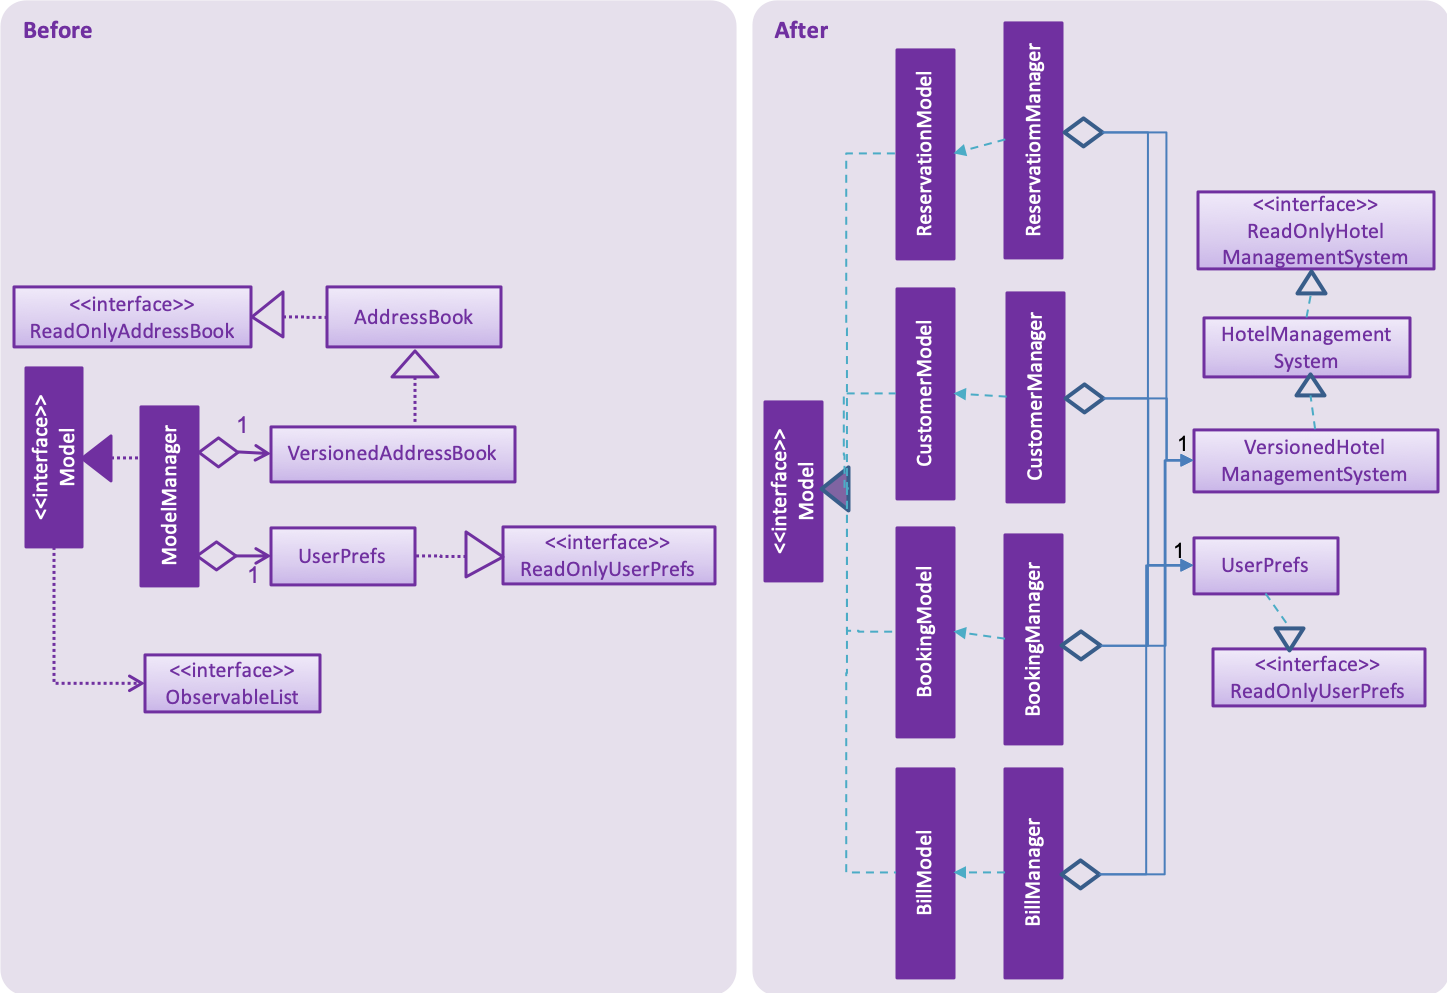 Before
<<interface>>
ReadOnlyAddressBook
AddressBook
<<interface>>
Model
ModelManager
1
VersionedAddressBook
1
UserPrefs
<<interface>>
ReadOnlyUserPrefs
<<interface>>
ObservableList
After
<<interface>>
Model
ReservationModel
ReservatiomManager
CustomerModel
CustomerManager
BookingModel
BookingManager
BillModel
BillManager
<<interface>>
ReadOnlyHotel
ManagementSystem
HotelManagement
System
1
VersionedHotel
ManagementSystem
1
UserPrefs
<<interface>>
ReadOnlyUserPrefs